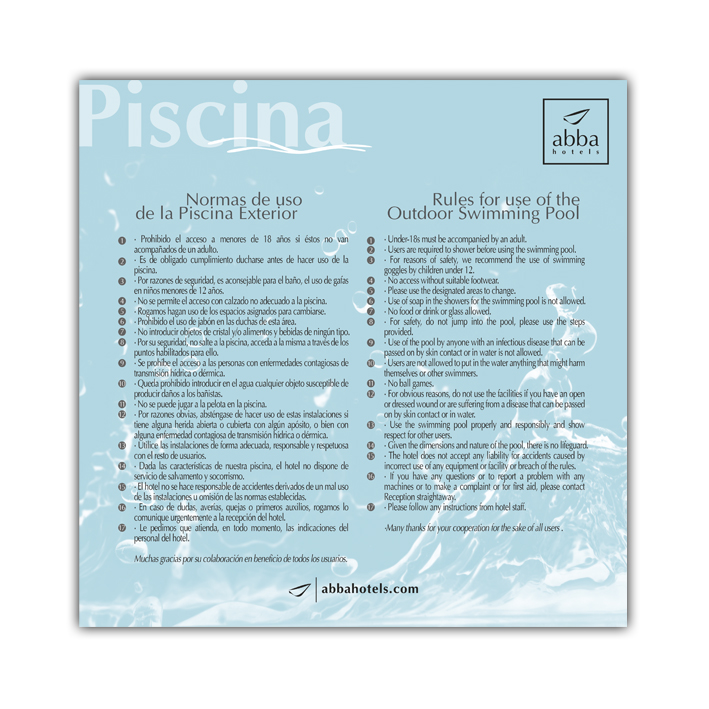 Piscina
abba
hotels
Normas de uso
de la Piscina Exterior
1 · Prohibido el acceso a menores de 18 años si éstos no van
acompañados de un adulto.
2 · Es de obligado cumplimiento ducharse antes de hacer uso de la
piscina.
3 · Por razones de seguridad, es aconsejable para el baño, el uso de gafas
en niños menores de 12 años.
4 · No se permite el acceso con calzado no adecuado a la piscina.
5 · Rogamos hagan uso de los espacios asignados para cambiarse.
6 · Prohibido el uso de jabón en las duchas de esta área.
7 · No introducir objetos de cristal y/o alimentos y bebidas de ningún tipo.
8 · Por su seguridad, no salte a la piscina, acceda a la misma a través de los
puntos habilitados para ello.
9 · Se prohíbe el acceso a las personas con enfermedades contagiosas de
transmisión hídrica o dérmica.
10 · Queda prohibido introducir en el agua cualquier objeto susceptible de
producir daños a los bañistas.
11 · No se puede jugar a la pelota en la piscina.
12 · Por razones obvias, absténgase de hacer uso de estas instalaciones si
tiene alguna herida abierta o cubierta con algún apósito, o bien con
alguna enfermedad contagiosa de transmisión hídrica o dérmica.
13 · Utilice las instalaciones de forma adecuada, responsable y respetuosa
con el resto de usuarios.
14 · Dada las características de nuestra piscina, el hotel no dispone de
servicio de salvamento y socorrismo.
15 · El hotel no se hace responsable de accidentes derivados de un mal uso
de las instalaciones u omisión de las normas establecidas.
16 · En caso de dudas, averías, quejas o primeros auxilios, rogamos lo
comunique urgentemente a la recepción del hotel.
17 · Le pedimos que atienda, en todo momento, las indicaciones del
personal del hotel.
Muchas gracias por su colaboración en beneficio de todos los usuarios.
Rules for use of the
Outdoor Swimming Pool
1 · Under-18s must be accompanied by an adult.
2 · Users are required to shower before using the swimming pool.
3 · For reasons of safety, we recommend the use of swimming
goggles by children under 12.
4 · No access without suitable footwear.
5 · Please use the designated areas to change.
6 · Use of soap in the showers for the swimming pool is not allowed.
7 · No food or drink or glass allowed.
8 · For safety, do not jump into the pool, please use the steps
provided.
9 · Use of the pool by anyone with an infectious disease that can be
passed on by skin contact or in water is not allowed.
10 · Users are not allowed to put in the water anything that might harm
themselves or other swimmers.
11 · No ball games.
12 · For obvious reasons, do not use the facilities if you have an open
or dressed wound or are suffering from a disease that can be passed
on by skin contact or in water.
13 · Use the swimming pool properly and responsibly and show
respect for other users.
14 · Given the dimensions and nature of the pool, there is no lifeguard.
15 · The hotel does not accept any liability for accidents caused by
incorrect use of any equipment or facility or breach of the rules.
16 · If you have any questions or to report a problem with any
machines or to make a complaint or for first aid, please contact
Reception straightaway.
17 · Please follow any instructions from hotel staff.
·Many thanks for your cooperation for the sake of all users .
abbahotels.com